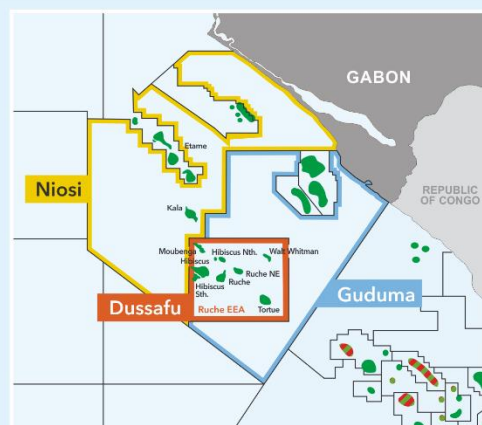 GABON
Etame
Niosi
REPUBLIC
OF CONGO
Kala
Moubenga
Hibiscus Nth.
Walt Whitman
Hibiscus
Ruche NE
Hibiscus
Sth.
Ruche
Guduma
Dussafu
Ruche EEA
Tortue